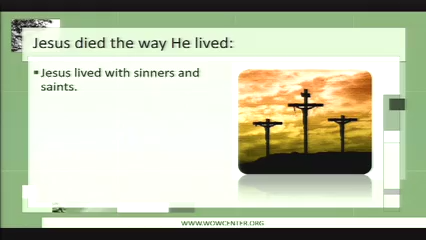 Jesus died the way He lived:
▪Jesus lived with sinners and
saints.
WWW.WOWCENTER.ORG